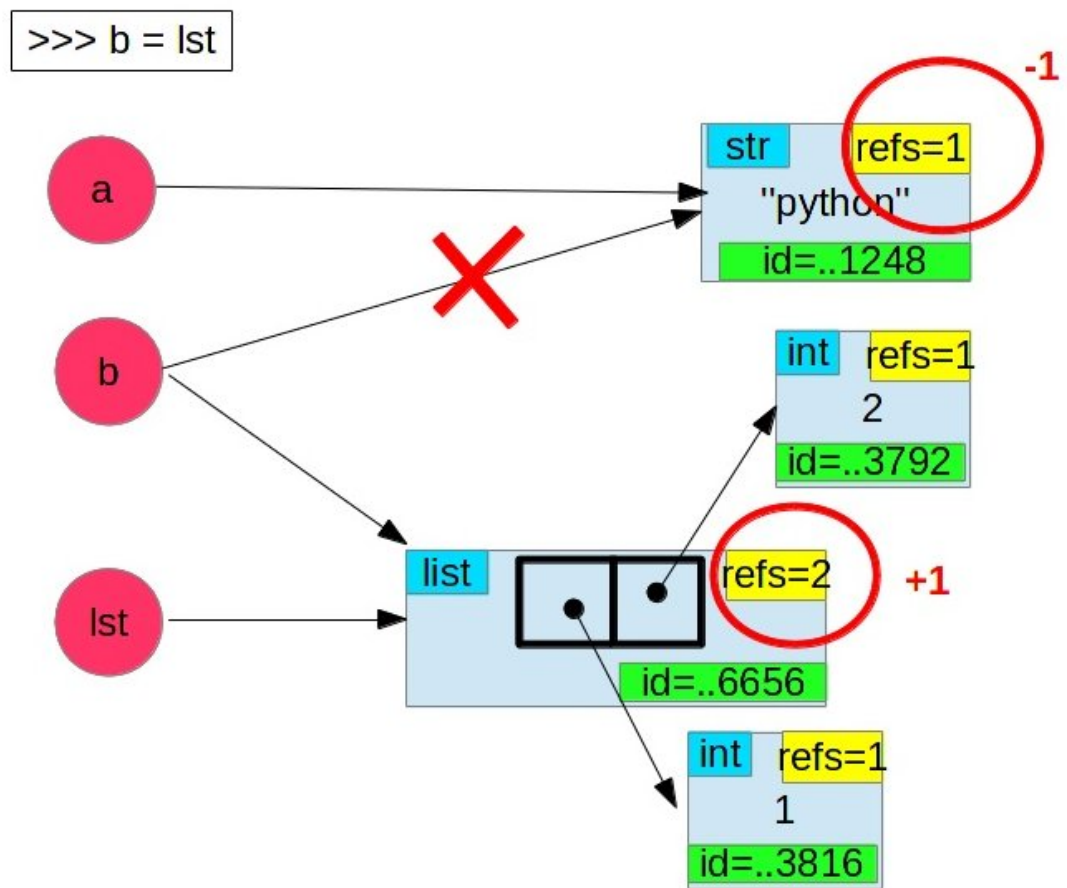 >>> b = lst
-1
str
refs=1
a
"python"
id=..1248
int
refs=1
b
2
id=..3792
list
refs=2
+1
lst
id=..6656
int
refs=1
1
id=..3816